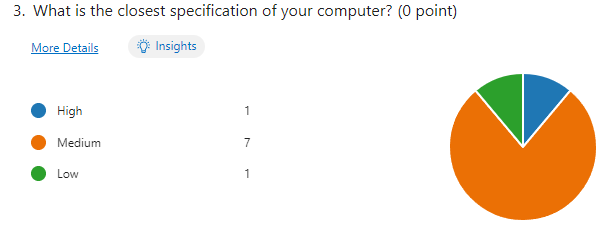 3. What is the closest specification of your computer? (0 point)
More Details Insights
High 1
Medium 7
Low 1